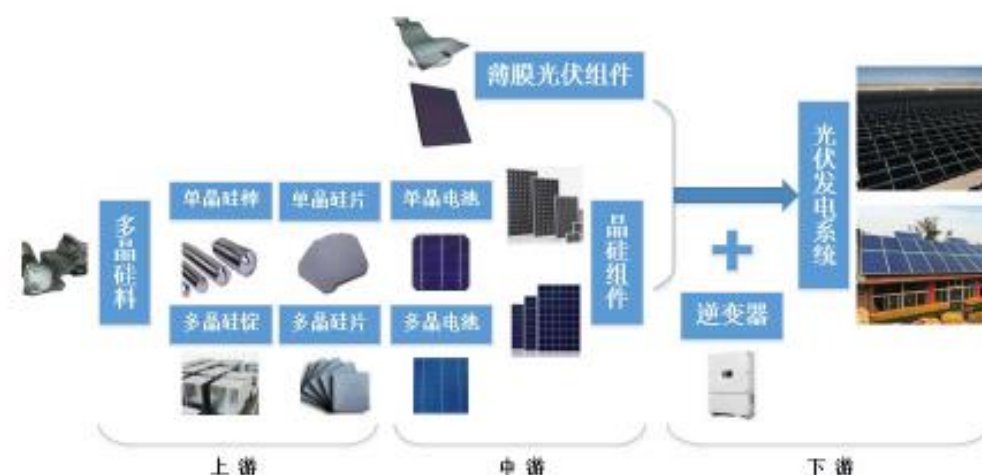 薄膜光伏组件
光伏发电系统
单晶硅棒
单晶硅片
单晶电池
多晶硅料
晶硅组件
多晶硅锭
多晶硅片
多晶电池
逆变器
上游
中游
下游